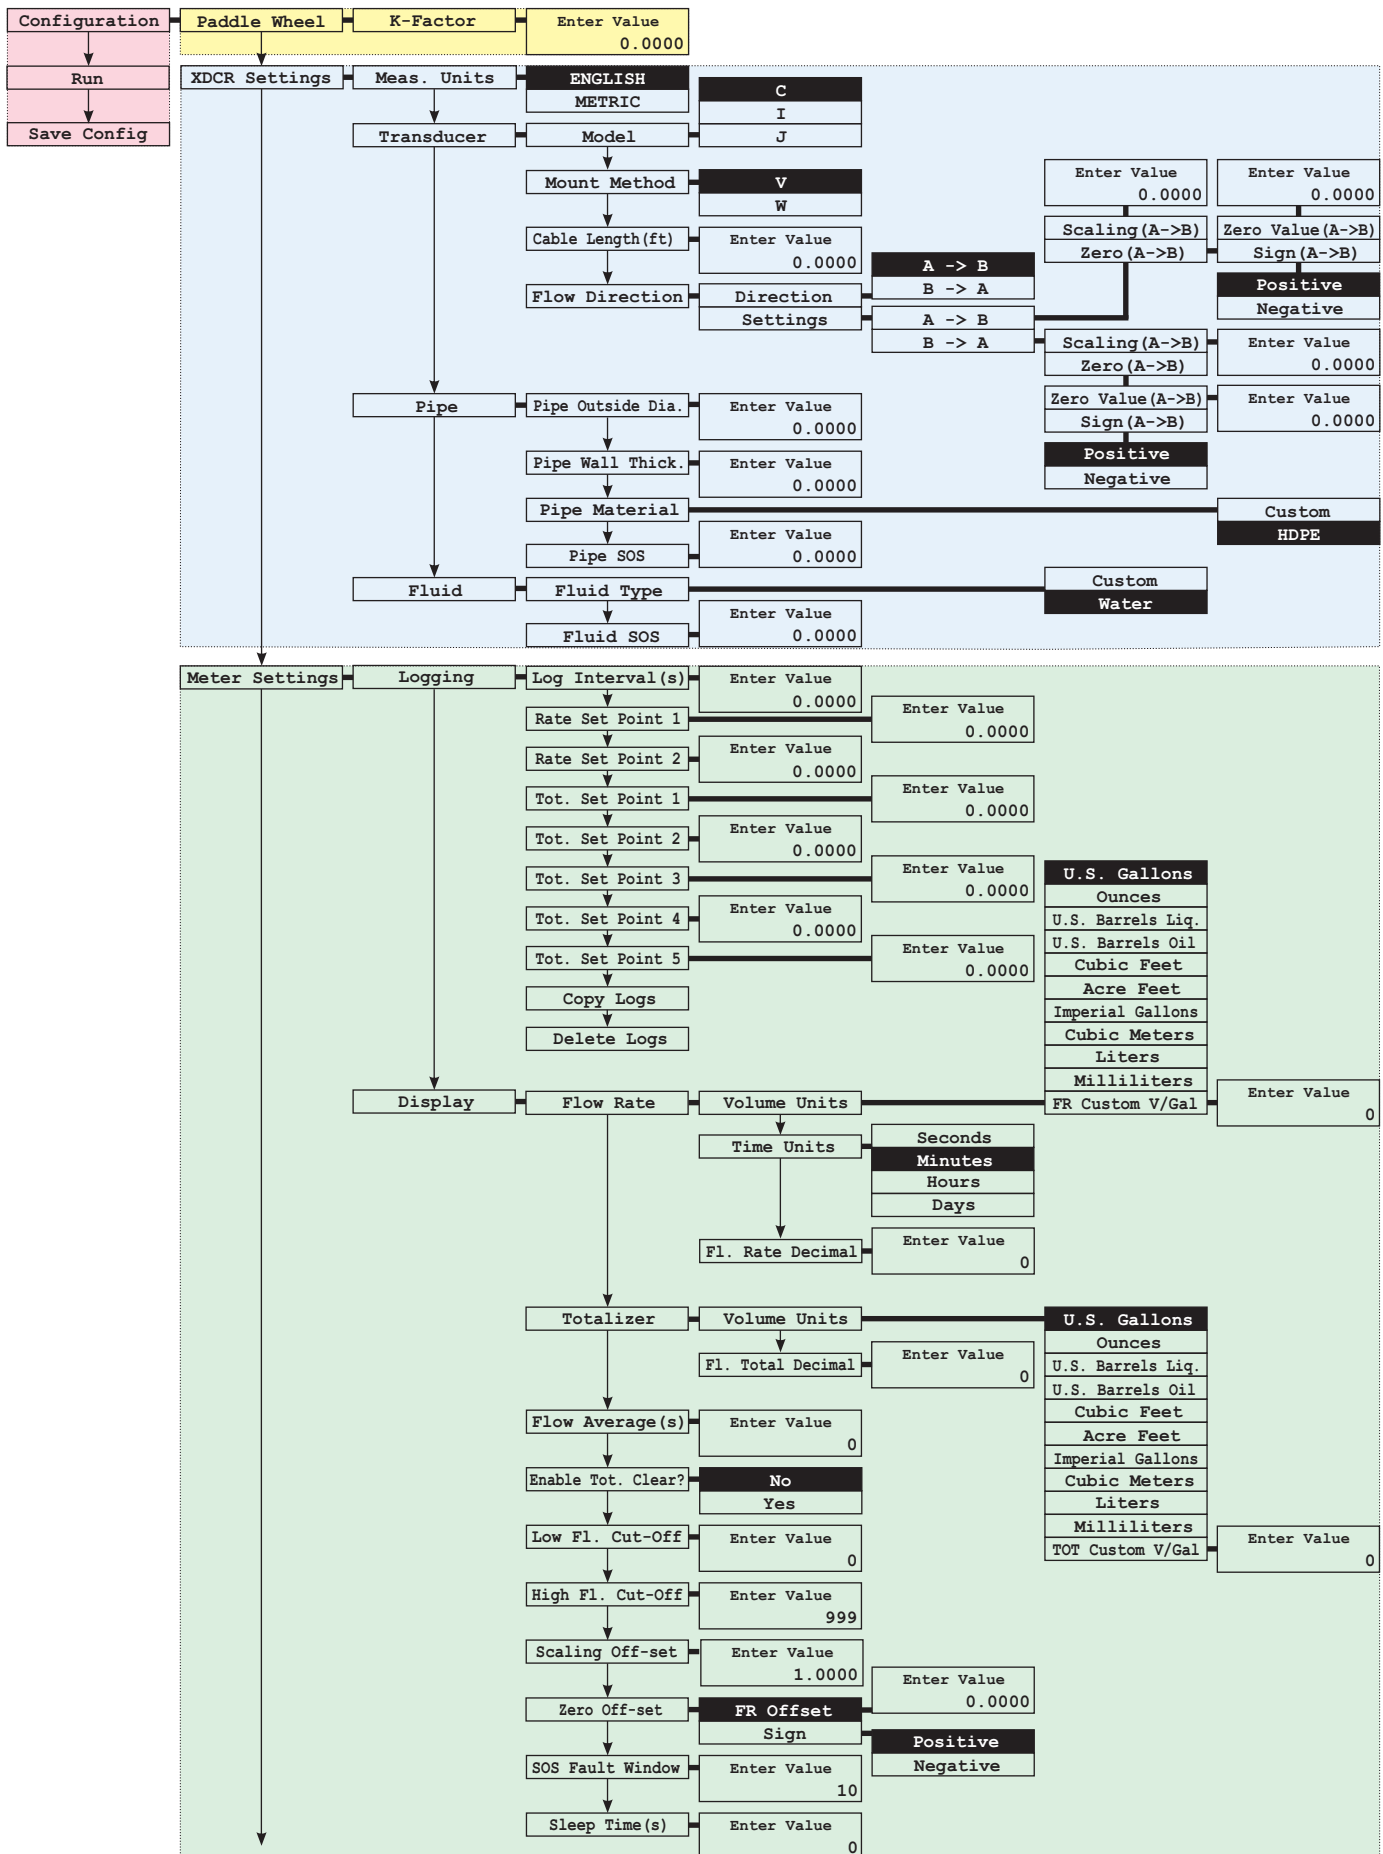 Configuration
Paddle Wheel
K-Factor
Enter Value
0.0000
Run
Save Config
XDCR Settings
Meas. Units
ENGLISH
METRIC
Transducer
Model
C
I
J
Mount Method
V
W
Cable Length(ft)
Enter Value
0.0000
Flow Direction
Direction
Settings
A -> B
B -> A
A -> B
B -> A
Enter Value
0.0000
Scaling(A->B)
Zero(A->B)
Enter Value
0.0000
Zero Value(A->B)
Sign(A->B)
Positive
Negative
Scaling(A->B)
Zero(A->B)
Enter Value
0.0000
Zero Value(A->B)
Sign(A->B)
Enter Value
0.0000
Positive
Negative
Pipe
Pipe Outside Dia.
Enter Value
0.0000
Pipe Wall Thick.
Enter Value
0.0000
Pipe Material
Custom
HDPE
Pipe SOS
Enter Value
0.0000
Fluid
Fluid Type
Custom
Water
Fluid SOS
Enter Value
0.0000
Meter Settings
Logging
Log Interval(s)
Enter Value
0.0000
Rate Set Point 1
Enter Value
0.0000
Rate Set Point 2
Enter Value
0.0000
Tot. Set Point 1
Enter Value
0.0000
Tot. Set Point 2
Enter Value
0.0000
Tot. Set Point 3
Enter Value
0.0000
Tot. Set Point 4
Enter Value
0.0000
Tot. Set Point 5
Enter Value
0.0000
Copy Logs
Delete Logs
Display
Flow Rate
Volume Units
U.S. Gallons
Ounces
U.S. Barrels Liq.
U.S. Barrels Oil
Cubic Feet
Acre Feet
Imperial Gallons
Cubic Meters
Liters
Milliliters
FR Custom V/Gal
Enter Value
0
Time Units
Seconds
Minutes
Hours
Days
Fl. Rate Decimal
Enter Value
0
Totalizer
Volume Units
U.S. Gallons
Ounces
U.S. Barrels Liq.
U.S. Barrels Oil
Cubic Feet
Acre Feet
Imperial Gallons
Cubic Meters
Liters
Milliliters
TOT Custom V/Gal
Enter Value
0
Fl. Total Decimal
Enter Value
0
Flow Average(s)
Enter Value
0
Enable Tot. Clear?
No
Yes
Low Fl. Cut-Off
Enter Value
0
High Fl. Cut-Off
Enter Value
999
Scaling Off-set
Enter Value
1.0000
Zero Off-set
FR Offset
Sign
Enter Value
0.0000
Positive
Negative
SOS Fault Window
Enter Value
10
Sleep Time(s)
Enter Value
0